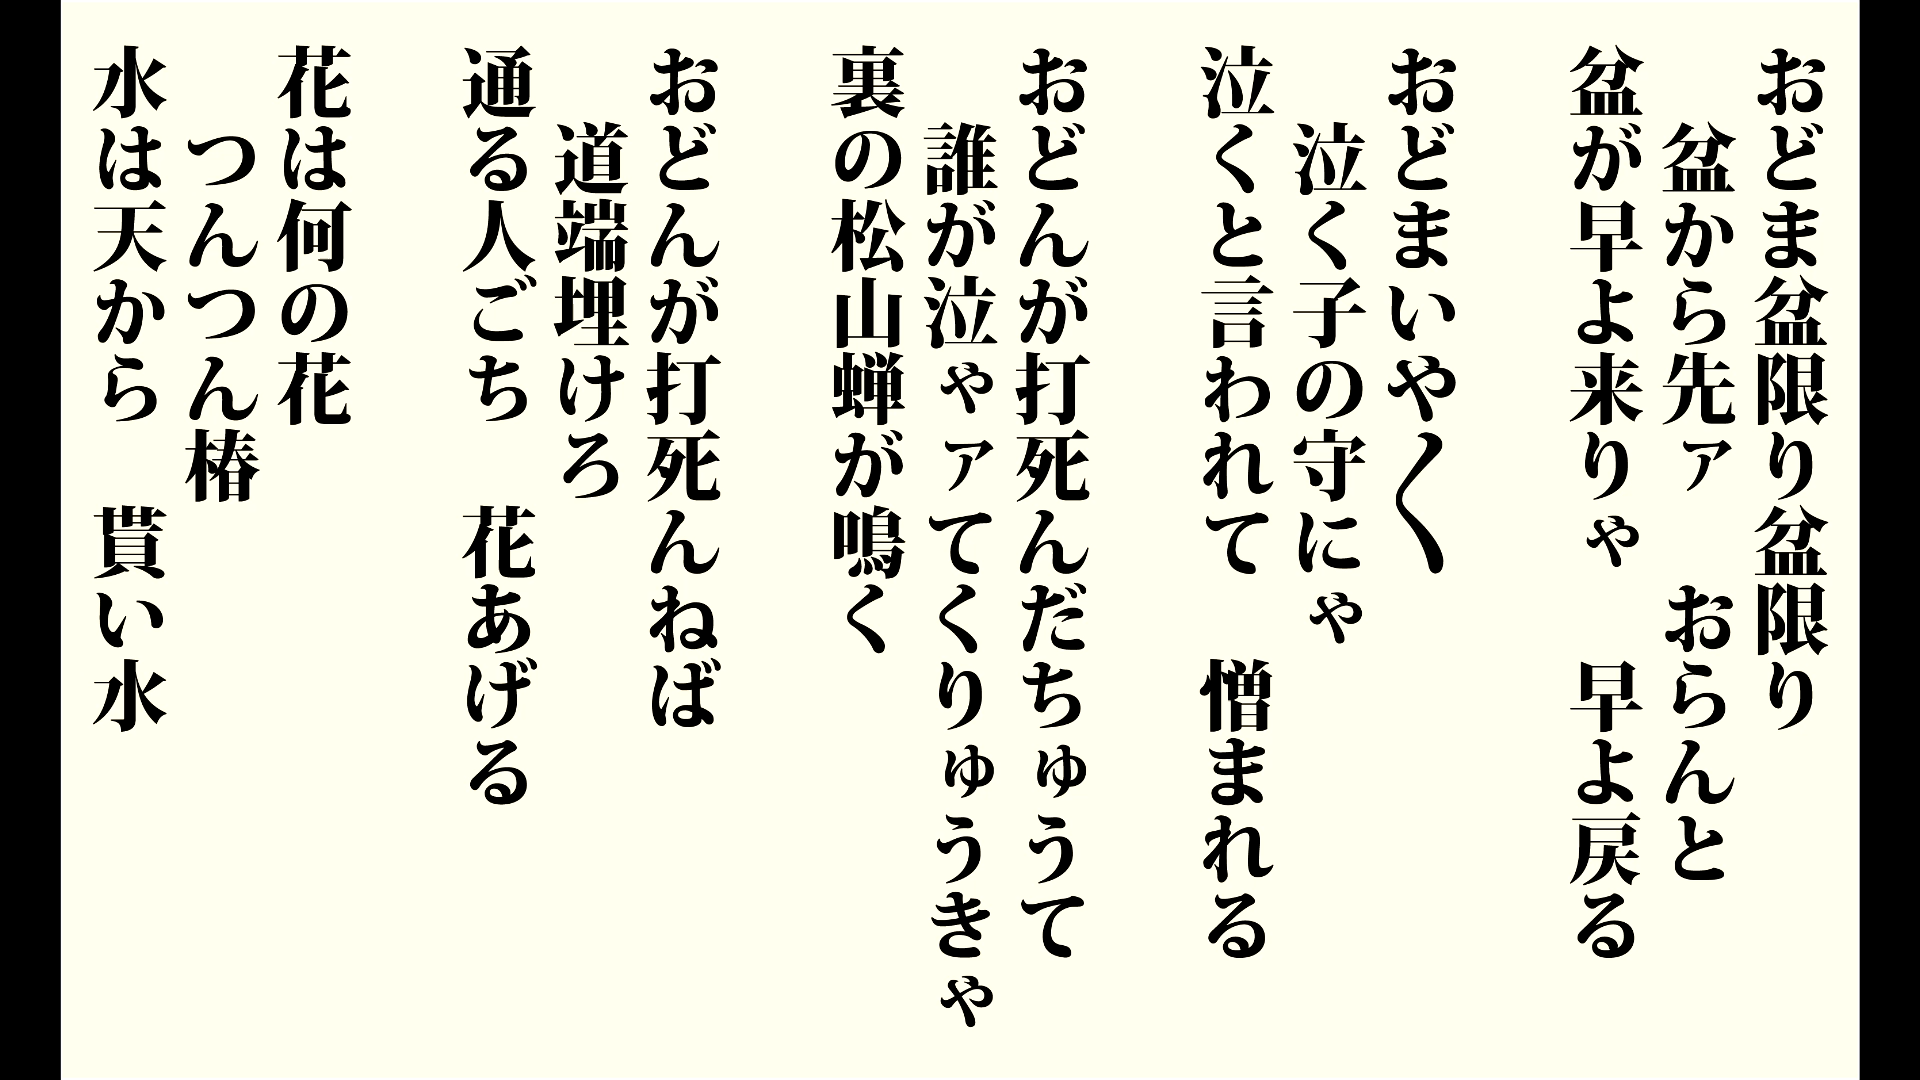 おどま盆限り盆限り
盆から先ァ　おらんと
盆が早よ来りゃ　早よ戻る
おどまいや〱
泣く子の守にゃ
泣くと言われて　憎まれる
おどんが打死んだちゅうて
誰が泣ゃァてくりゅうきゃ
裏の松山蝉が鳴く
おどんが打死んねば
道端埋けろ
通る人ごち　花あげる
花は何の花
つんつん椿
水は天から　貰い水